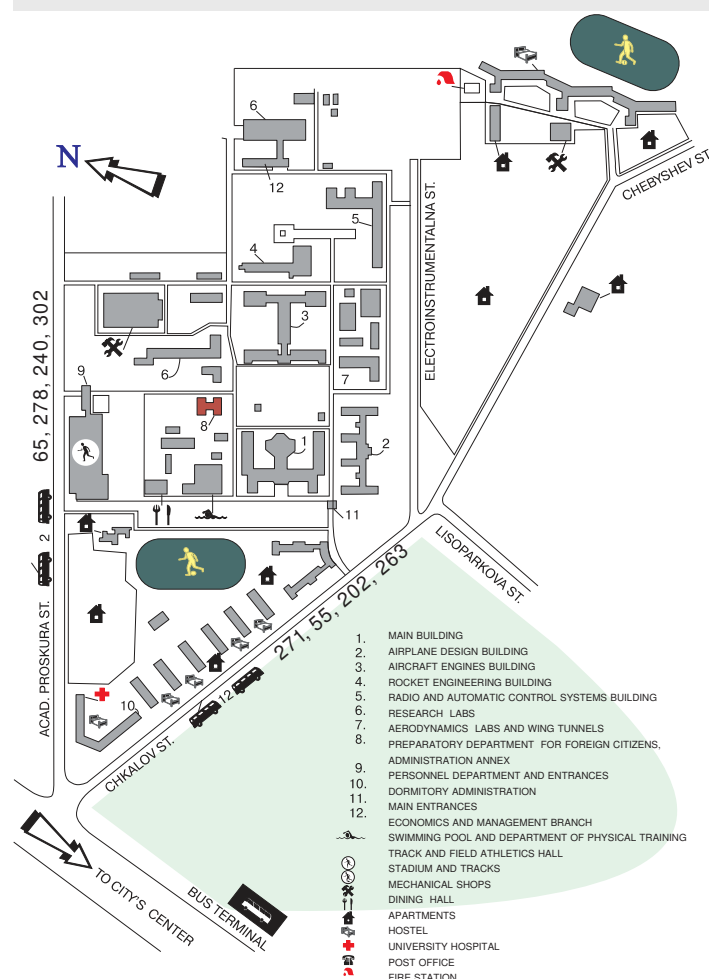 6
N
12
CHEBYSHEV ST.
5
ELECTROINSTRUMENTALNA ST.
4
65, 278, 240, 302
3
9
6
7
8
1
2
2
11
LISOPARKOVA ST.
271, 55, 202, 263
ACAD. PROSKURA ST.
10
12
CHKALOV ST.
TO CITY'S CENTER
BUS TERMINAL
1. MAIN BUILDING
2. AIRPLANE DESIGN BUILDING
3. AIRCRAFT ENGINES BUILDING
4. ROCKET ENGINEERING BUILDING
5. RADIO AND AUTOMATIC CONTROL SYSTEMS BUILDING
6. RESEARCH LABS
7. AERODYNAMICS LABS AND WING TUNNELS
8. PREPARATORY DEPARTMENT FOR FOREIGN CITIZENS,
ADMINISTRATION ANNEX
9. PERSONNEL DEPARTMENT AND ENTRANCES
10. DORMITORY ADMINISTRATION
11. MAIN ENTRANCES
12. ECONOMICS AND MANAGEMENT BRANCH
SWIMMING POOL AND DEPARTMENT OF PHYSICAL TRAINING
TRACK AND FIELD ATHLETICS HALL
STADIUM AND TRACKS
MECHANICAL SHOPS
DINING HALL
APARTMENTS
HOSTEL
UNIVERSITY HOSPITAL
POST OFFICE
FIRE STATION